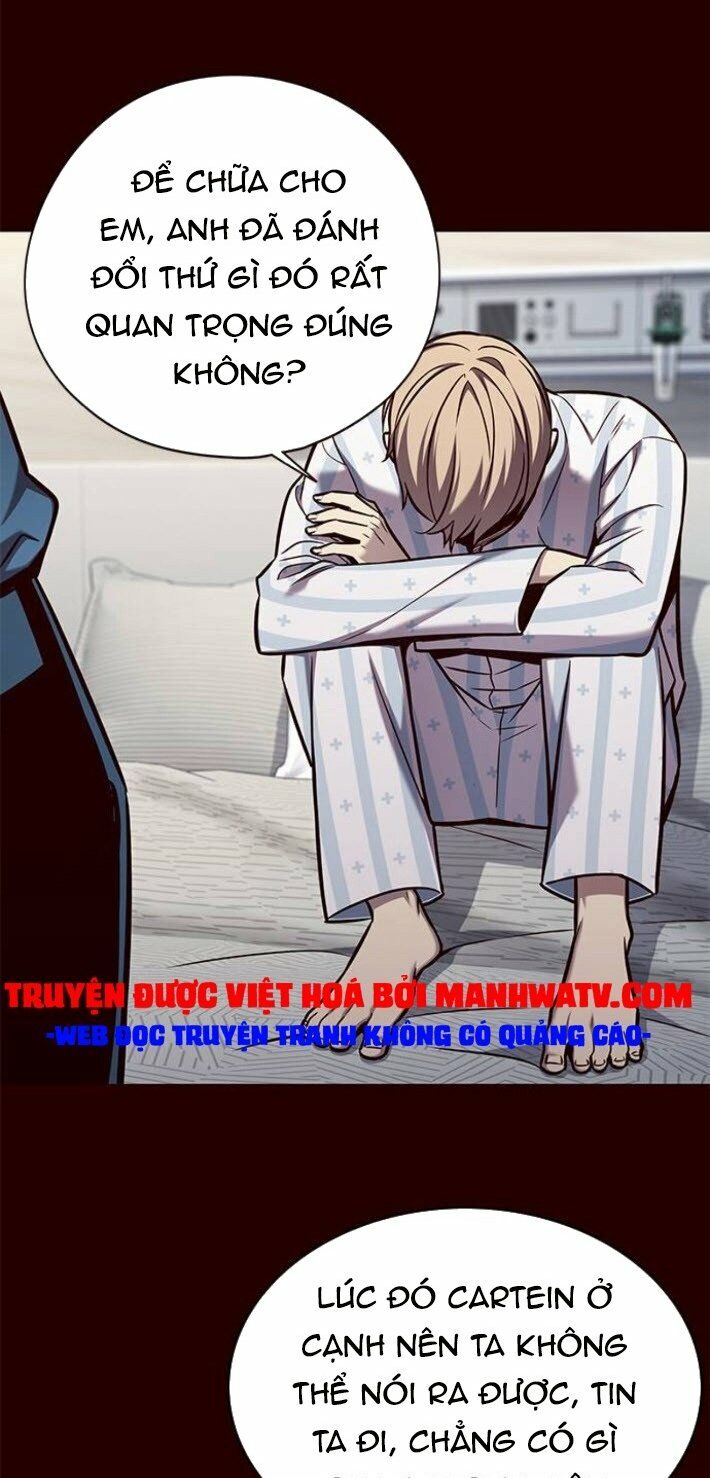 ĐỂ CHỮA CHO
EM, ANH ĐÃ ĐÁNH
ĐỔI THỨ GÌ ĐÓ RẤT
QUAN TRỌNG ĐÚNG
KHÔNG?
TRUYỆN ĐƯỢC VIỆT HOÁ BỞI MANHWATV.COM
-WEB ĐỌC TRUYỆN TRANH KHÔNG CÓ QUẢNG CÁO-
LÚC ĐÓ CARTEIN Ở
CẠNH NÊN TA KHÔNG
THỂ NÓI RA ĐƯỢC, TIN
TA ĐI, CHẲNG CÓ GÌ